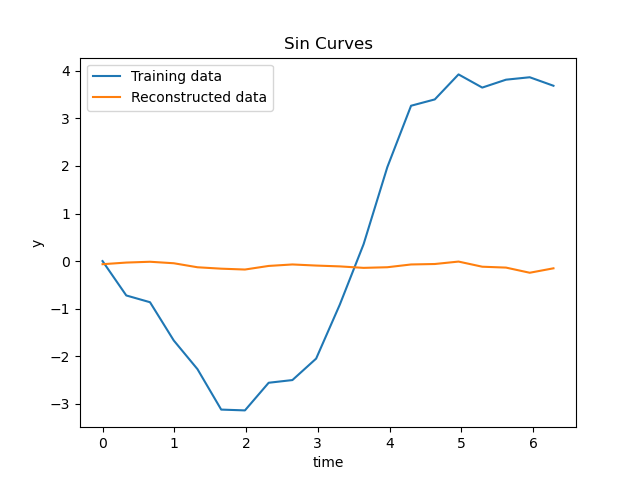 Sin Curves
Training data
Reconstructed data
4
3
2
1
0
−1
−2
−3
y
0 1 2 3 4 5 6
time